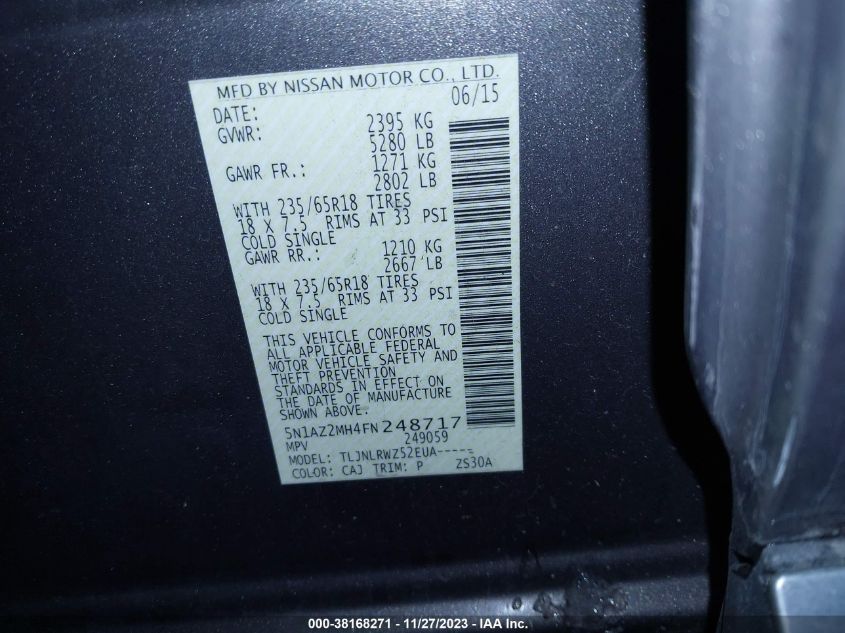 MFD BY NISSAN MOTOR CO., LTD.
DATE: 06/15
GVWR: 2395 KG
5280 LB
GAWR FR.: 1271 KG
2802 LB
WITH 235/65R18 TIRES
18 X 7.5 RIMS AT 33 PSI
COLD SINGLE
GAWR RR.: 1210 KG
2667 LB
WITH 235/65R18 TIRES
18 X 7.5 RIMS AT 33 PSI
COLD SINGLE
THIS VEHICLE CONFORMS TO
ALL APPLICABLE FEDERAL
MOTOR VEHICLE SAFETY AND
THEFT PREVENTION
STANDARDS IN EFFECT ON
THE DATE OF MANUFACTURE
SHOWN ABOVE.
5N1AZ2MH4FN248717
MPV 249059
MODEL: TLJNLRWZ52EUA-----
COLOR: CAJ TRIM: P ZS30A
000-38168271 - 11/27/2023 - IAA Inc.